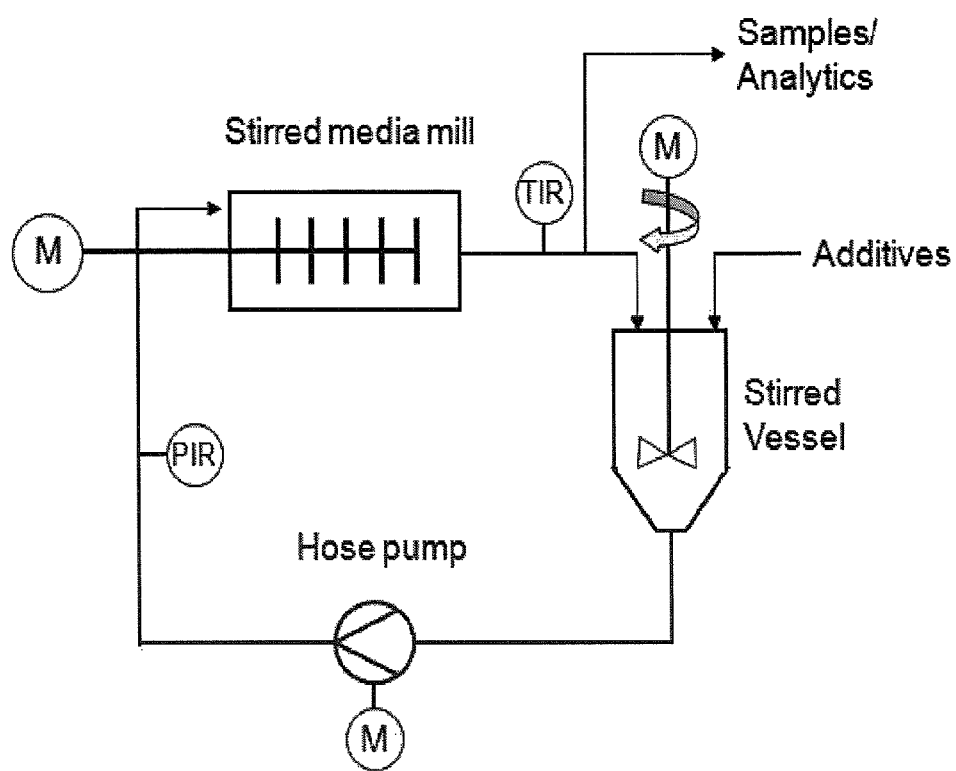 Samples/
Analytics
Stirred media mill
M
TIR
M
Additives
Stirred
Vessel
PIR
Hose pump
M